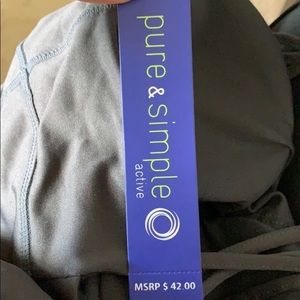 pure & simple
active
MSRP $ 42.00